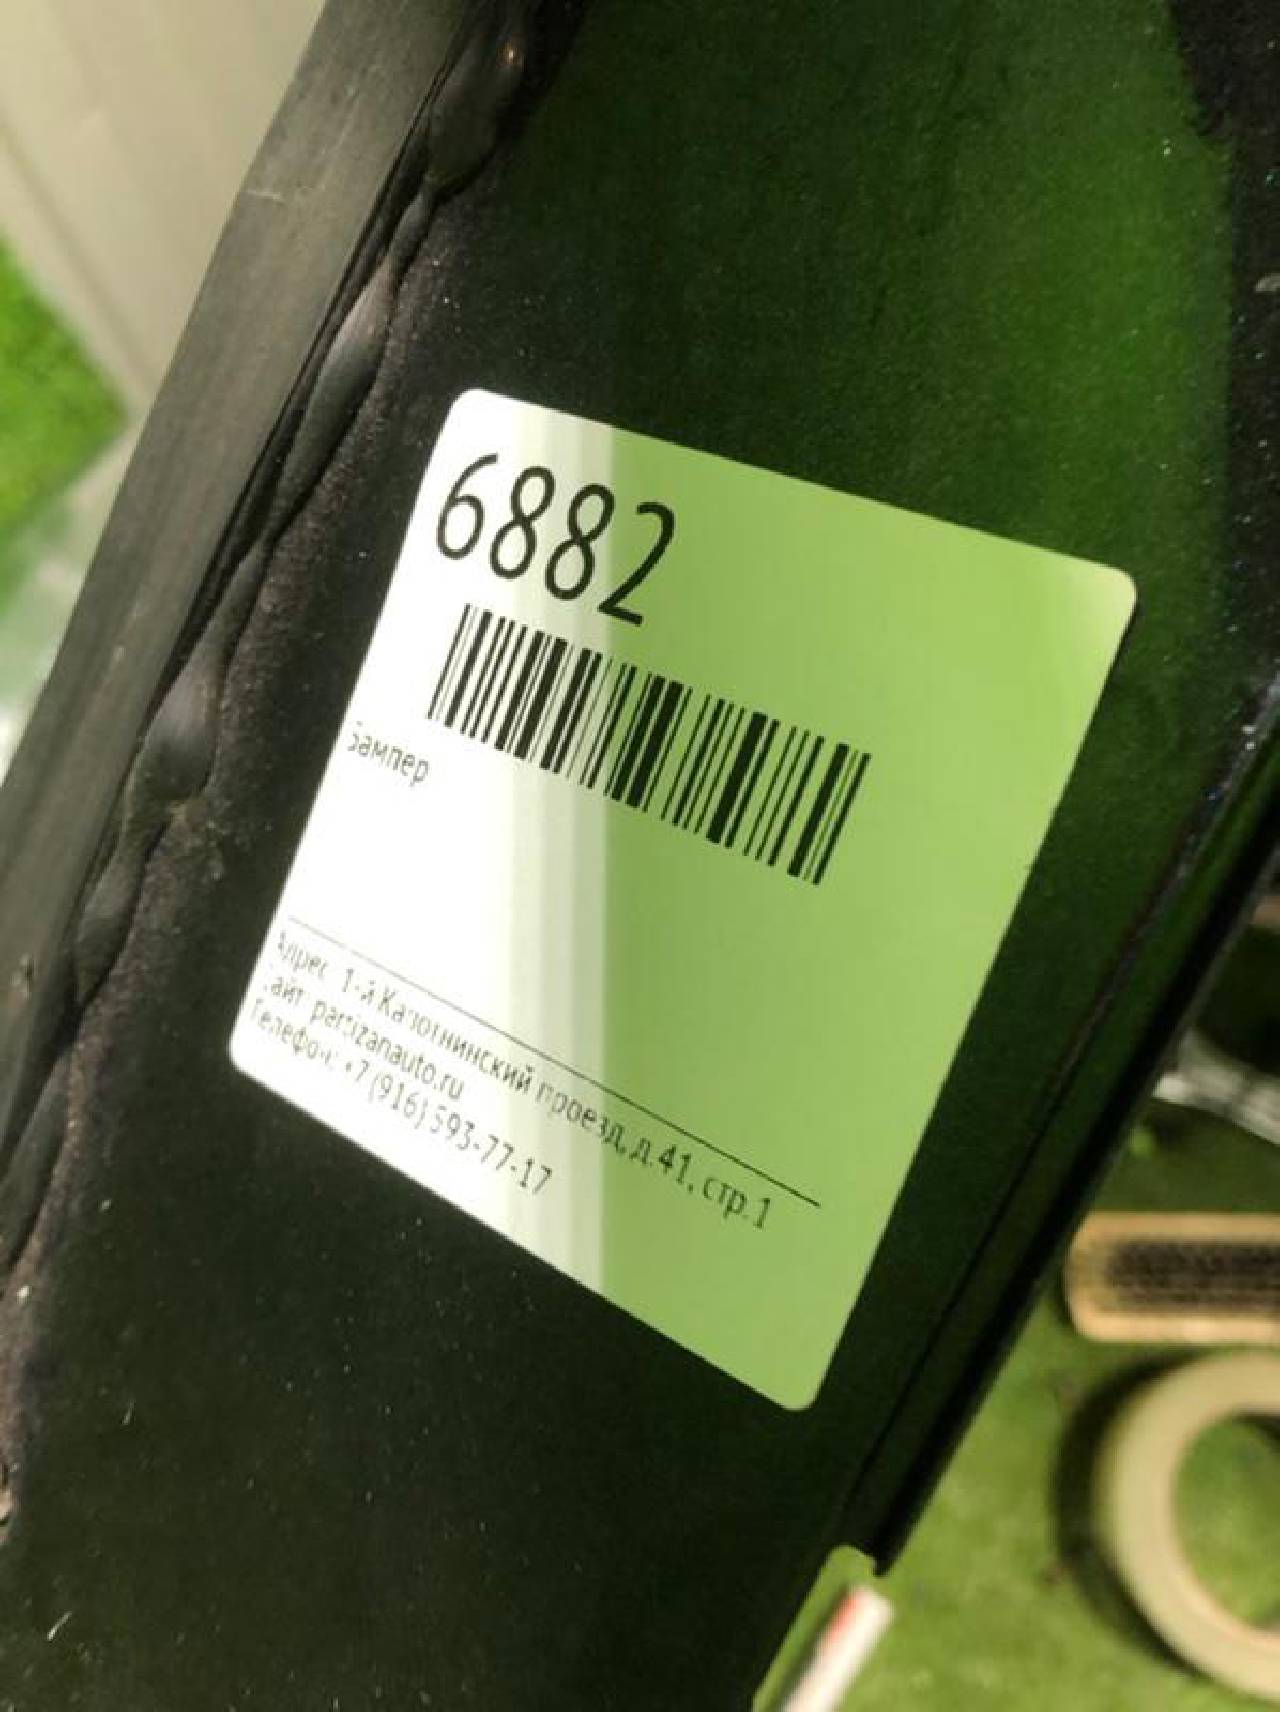 6882
Бампер
Адрес: 1-й Капотнинский проезд, д.41, стр.1
Сайт: partizanauto.ru
Телефон: +7 (916) 593-77-17